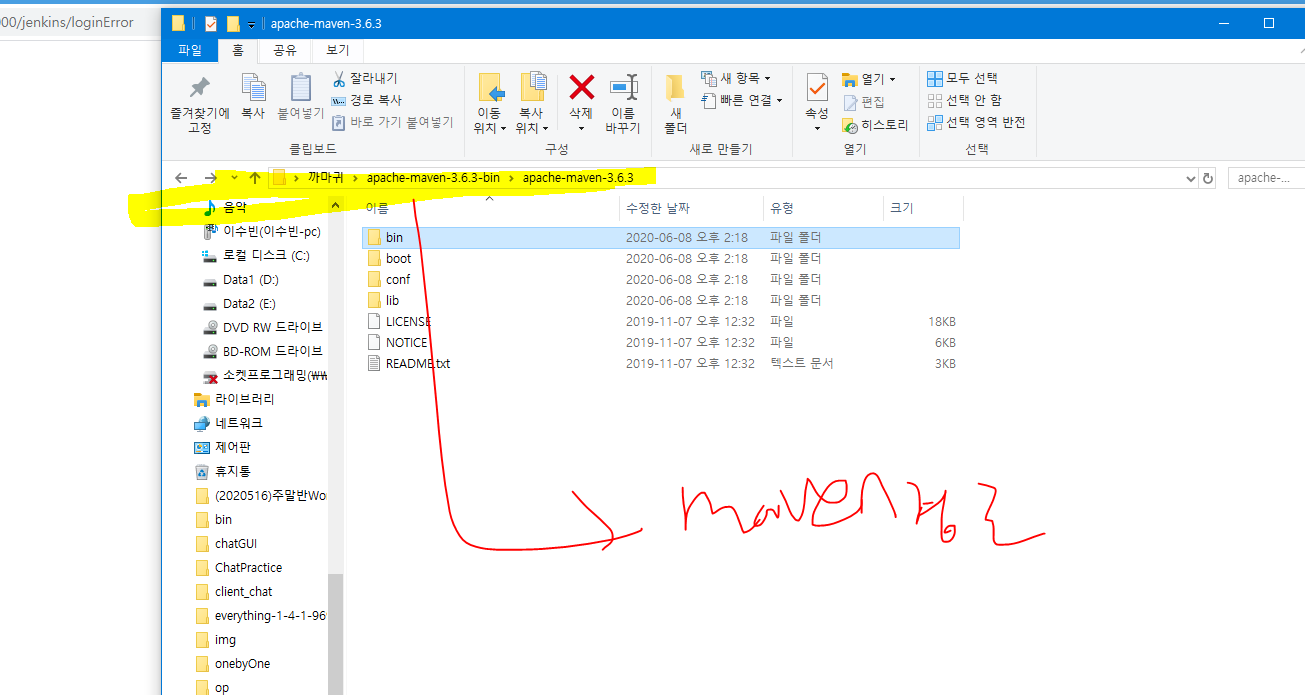 00/jenkins/loginError
apache-maven-3.6.3
파일 홈 공유 보기
즐겨찾기에 고정
복사
붙여넣기
잘라내기
경로 복사
바로 가기 붙여넣기
클립보드
이동 위치
복사 위치
삭제
이름 바꾸기
구성
새 폴더
새 항목
빠른 연결
새로 만들기
속성
열기
편집
히스토리
열기
모두 선택
선택 안 함
선택 영역 반전
선택
까마귀 > apache-maven-3.6.3-bin > apache-maven-3.6.3
apache-...
음악
이수빈(이수빈-pc)
로컬 디스크 (C:)
Data1 (D:)
Data2 (E:)
DVD RW 드라이브
BD-ROM 드라이브
소켓프로그래밍(\\
라이브러리
네트워크
제어판
휴지통
(2020516)주말반Wo
bin
chatGUI
ChatPractice
client_chat
everything-1-4-1-96
img
onebyOne
op
이름 수정한 날짜 유형 크기
bin 2020-06-08 오후 2:18 파일 폴더
boot 2020-06-08 오후 2:18 파일 폴더
conf 2020-06-08 오후 2:18 파일 폴더
lib 2020-06-08 오후 2:18 파일 폴더
LICENSE 2019-11-07 오후 12:32 파일 18KB
NOTICE 2019-11-07 오후 12:32 파일 6KB
README.txt 2019-11-07 오후 12:32 텍스트 문서 3KB
maven 경로